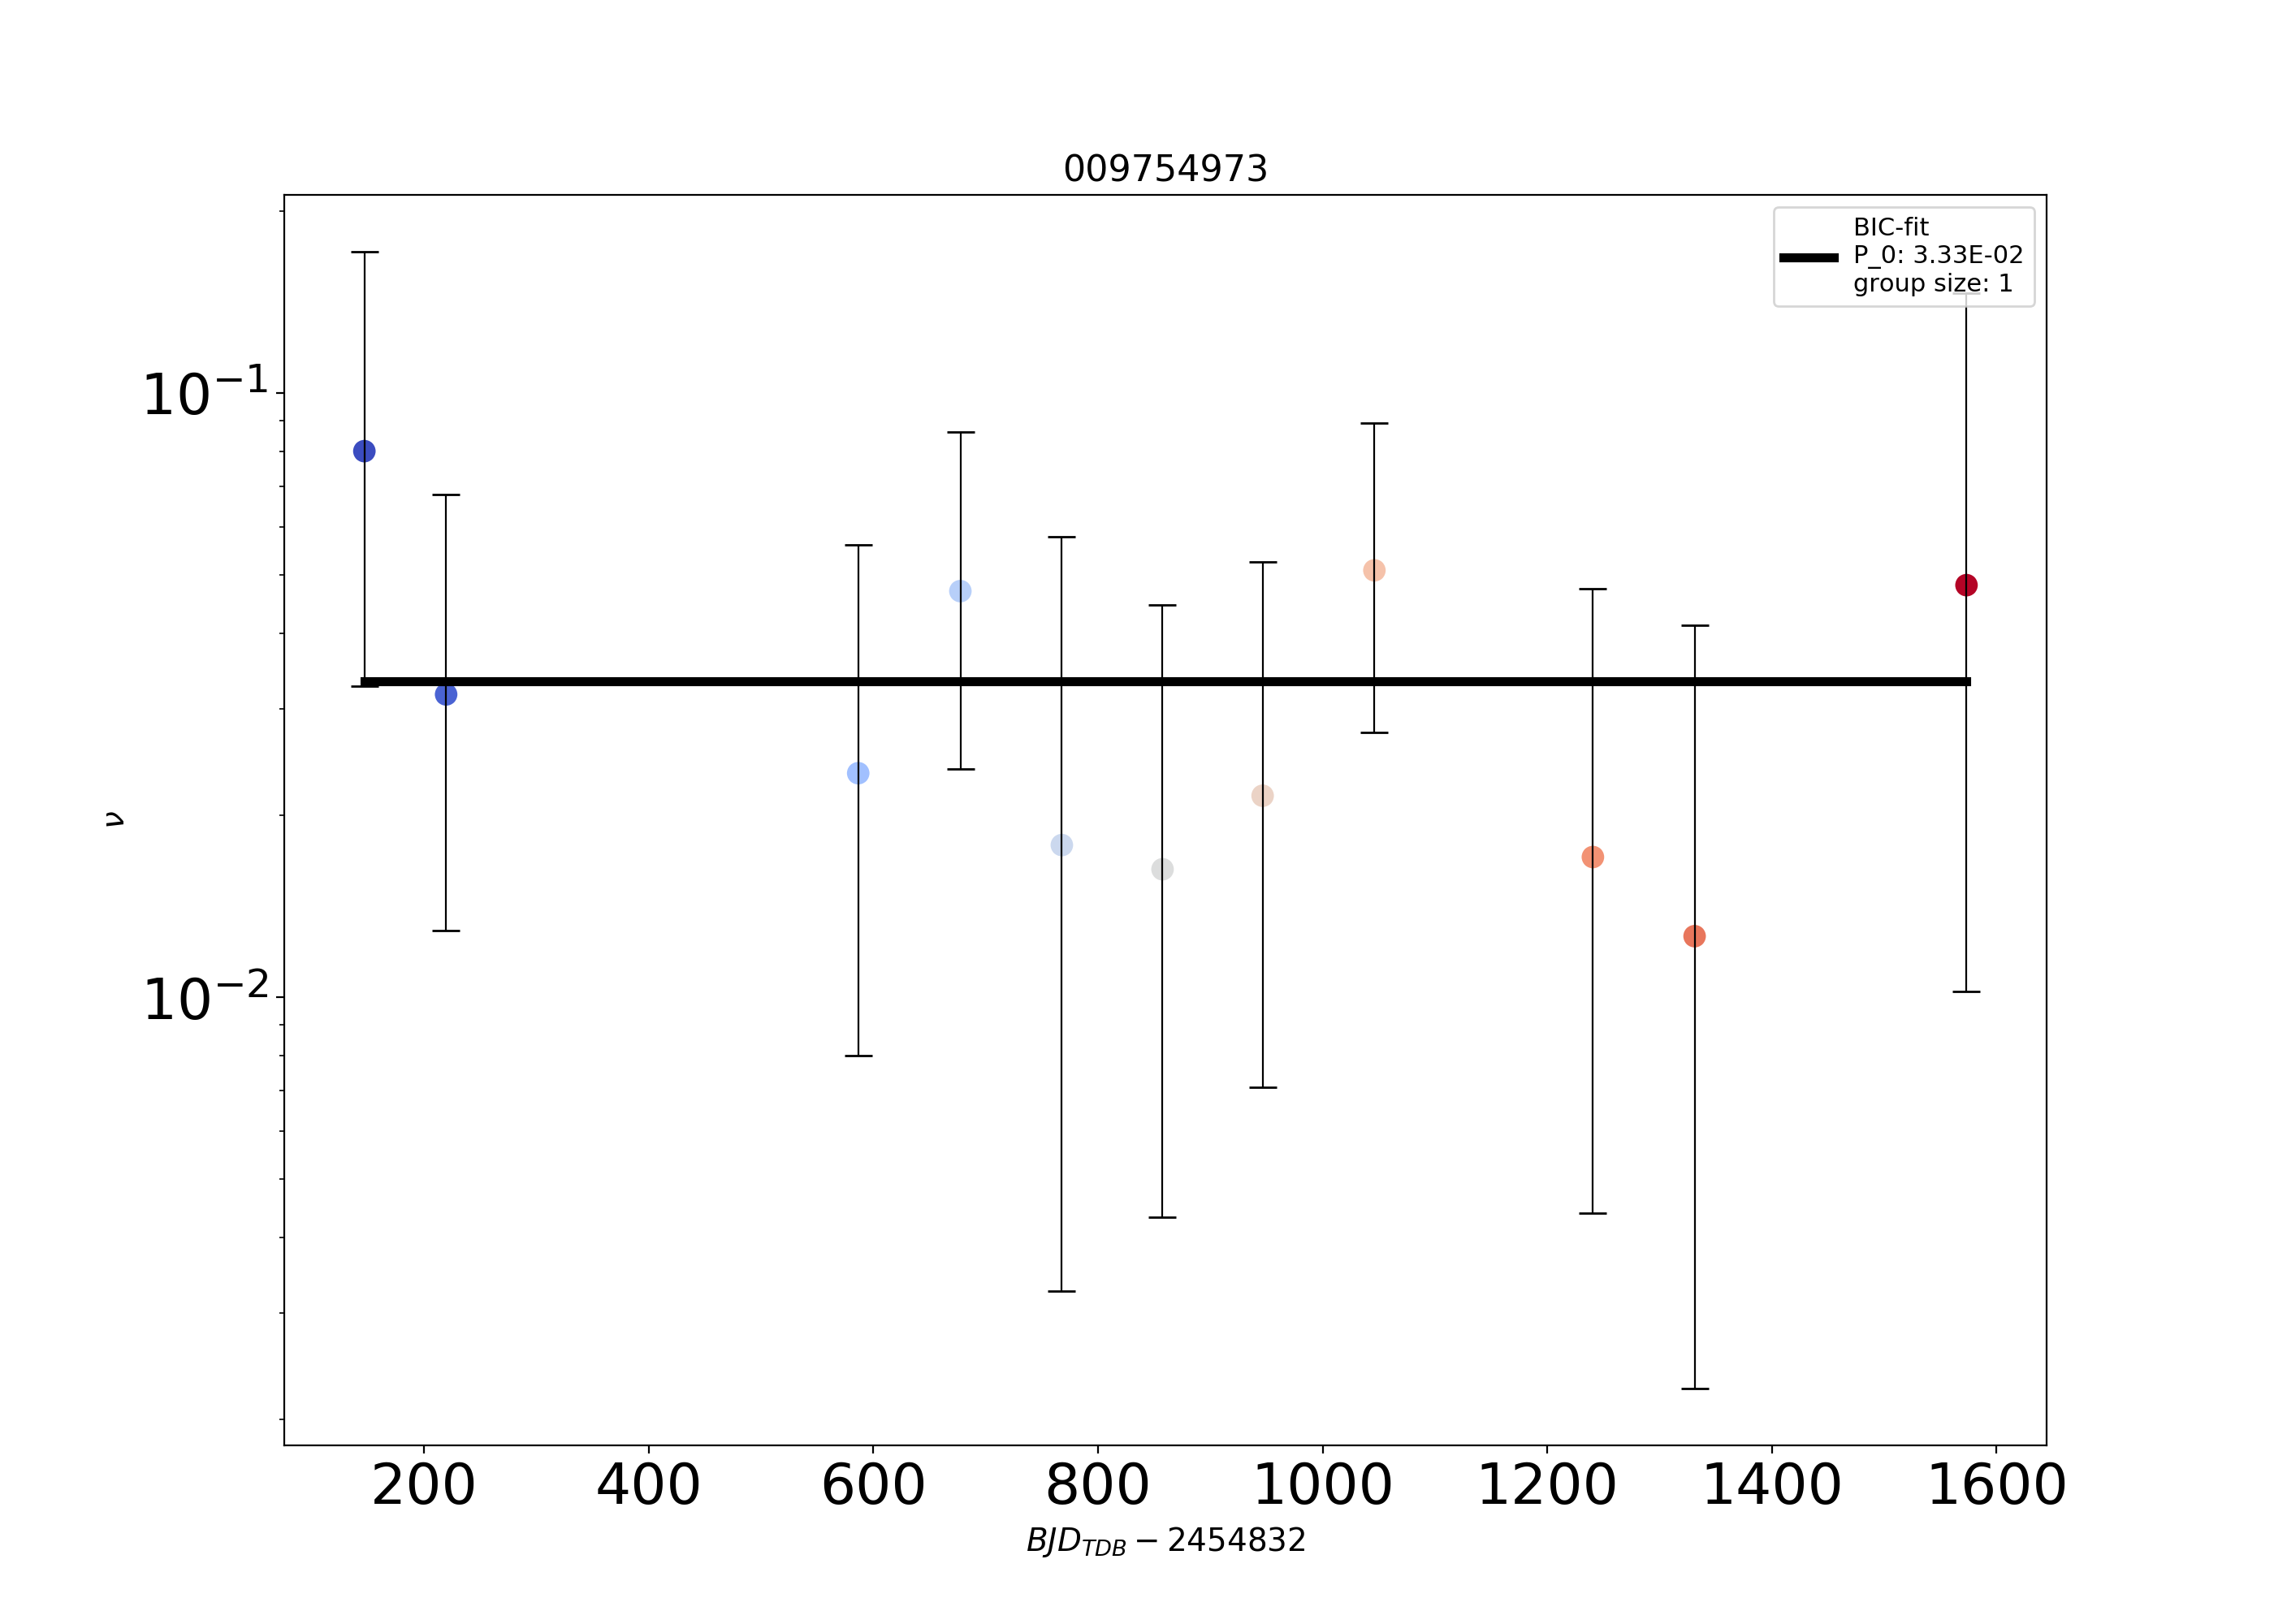 009754973
BIC-fit
P_0: 3.33E-02
group size: 1
10⁻¹
10⁻²
ν
200 400 600 800 1000 1200 1400 1600
BJD_TDB − 2454832